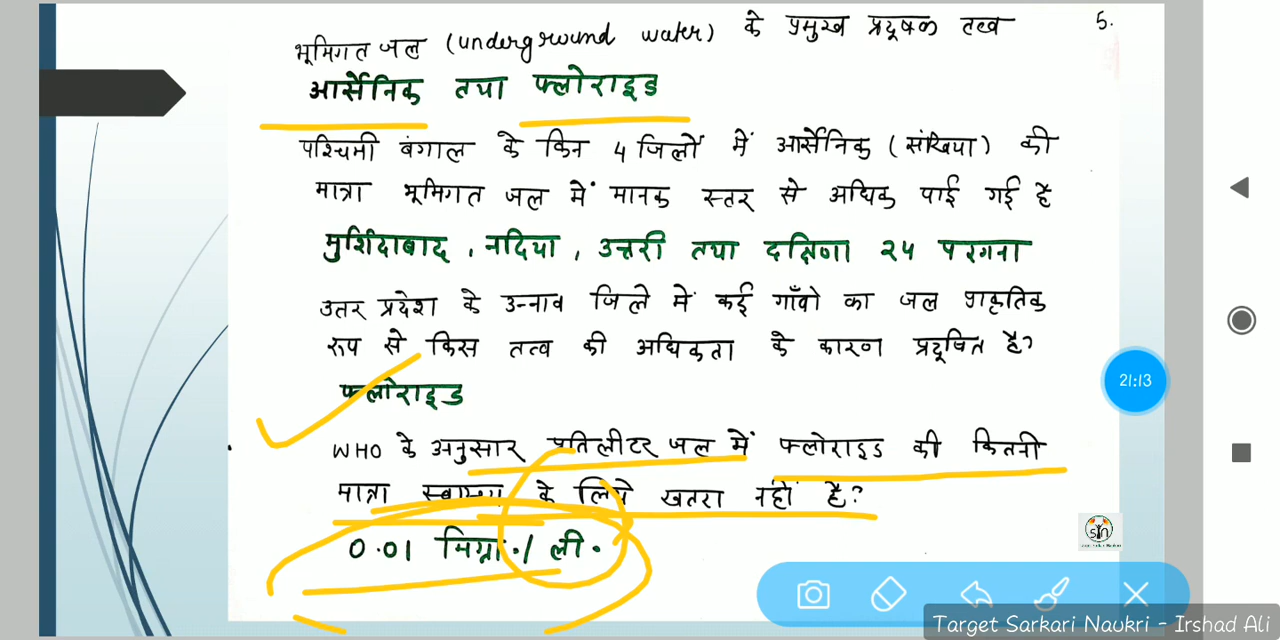 भूमिगत जल (underground water) के प्रमुख प्रदूषक तत्व
5.
आर्सेनिक तथा फ्लोराइड
पश्चिमी बंगाल के किन 4 जिलों में आर्सेनिक (संखिया) की
मात्रा भूमिगत जल में मानक स्तर से अधिक पाई गई है
मुर्शिदाबाद, नदिया, उत्तरी तथा दक्षिणी 24 परगना
उत्तर प्रदेश के उन्नाव जिले में कई गाँवो का जल प्राकृतिक
रूप से किस तत्व की अधिकता के कारण प्रदूषित है?
21:13
फ्लोराइड
WHO के अनुसार प्रतिलीटर जल में फ्लोराइड की कितनी
मात्रा स्वास्थ्य के लिये खतरा नहीं है?
0.01 मिग्रा./ली.
Target Sarkari Naukri - Irshad Ali